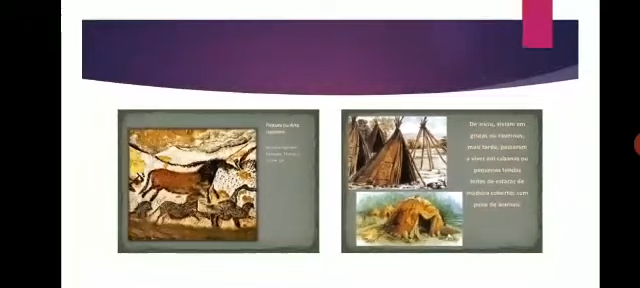 Pintura ou Arte
rupestre
De início, viviam em
grutas ou cavernas,
mais tarde, passaram
a viver em cabanas ou
pequenas tendas
feitas de estacas de
madeira cobertas com
peles de animais.